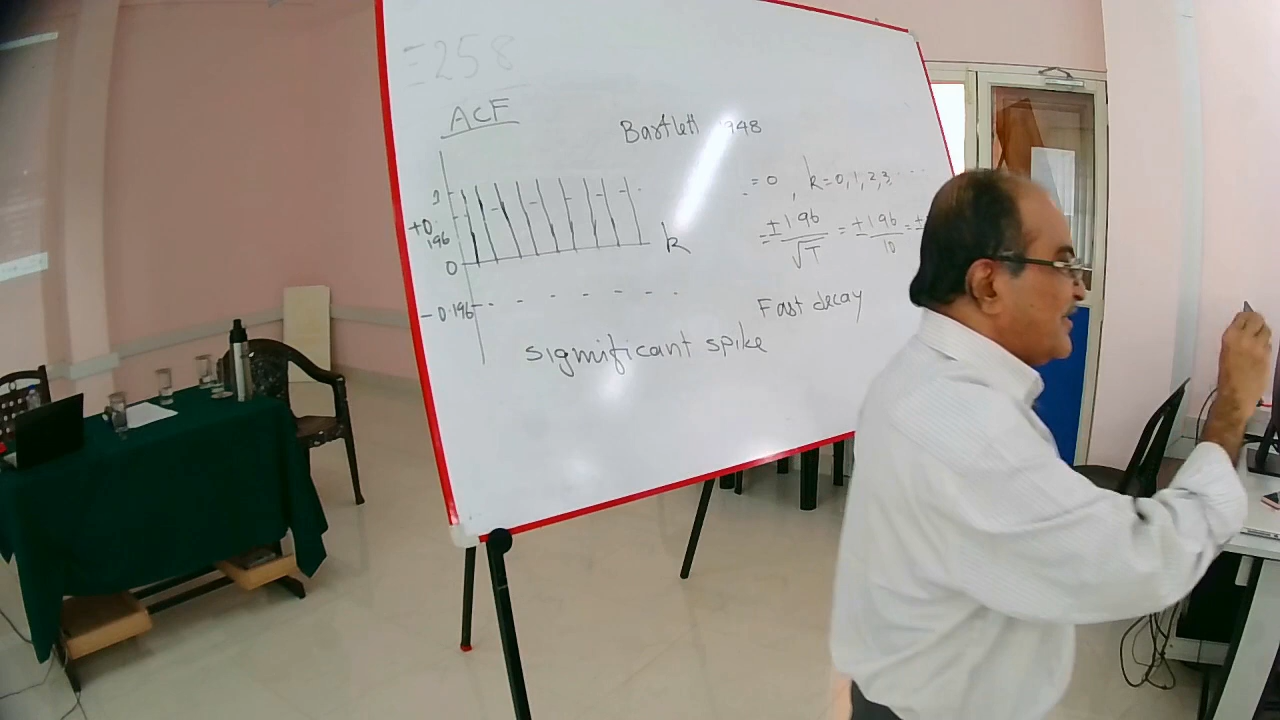 =258
ACF
Bartlett 1948
= 0 , k=0,1,2,3, ....
+0.196
0
-0.196
k
= ±1.96/√T = ±1.96/10 = ±
Fast decay
significant spike